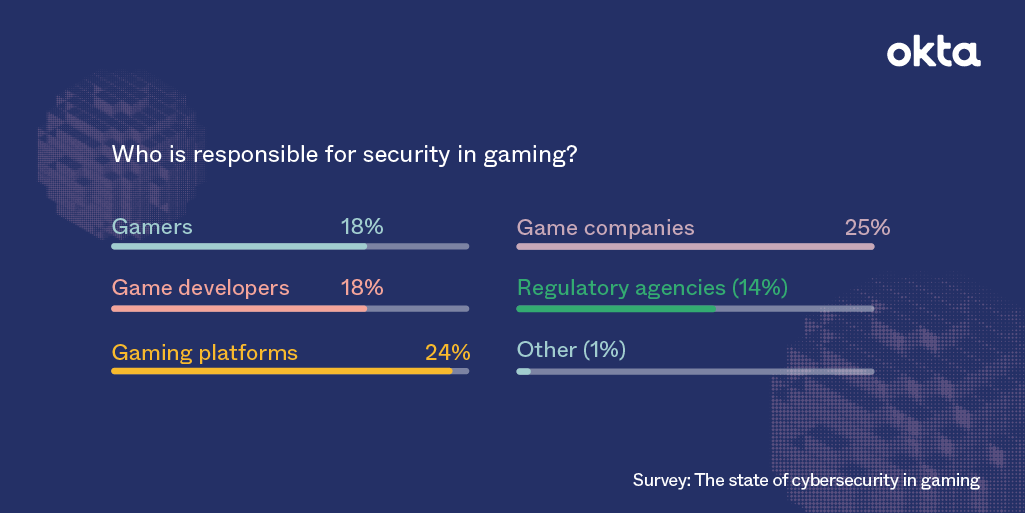 okta
Who is responsible for security in gaming?
Gamers 18%
Game developers 18%
Gaming platforms 24%
Game companies 25%
Regulatory agencies (14%)
Other (1%)
Survey: The state of cybersecurity in gaming